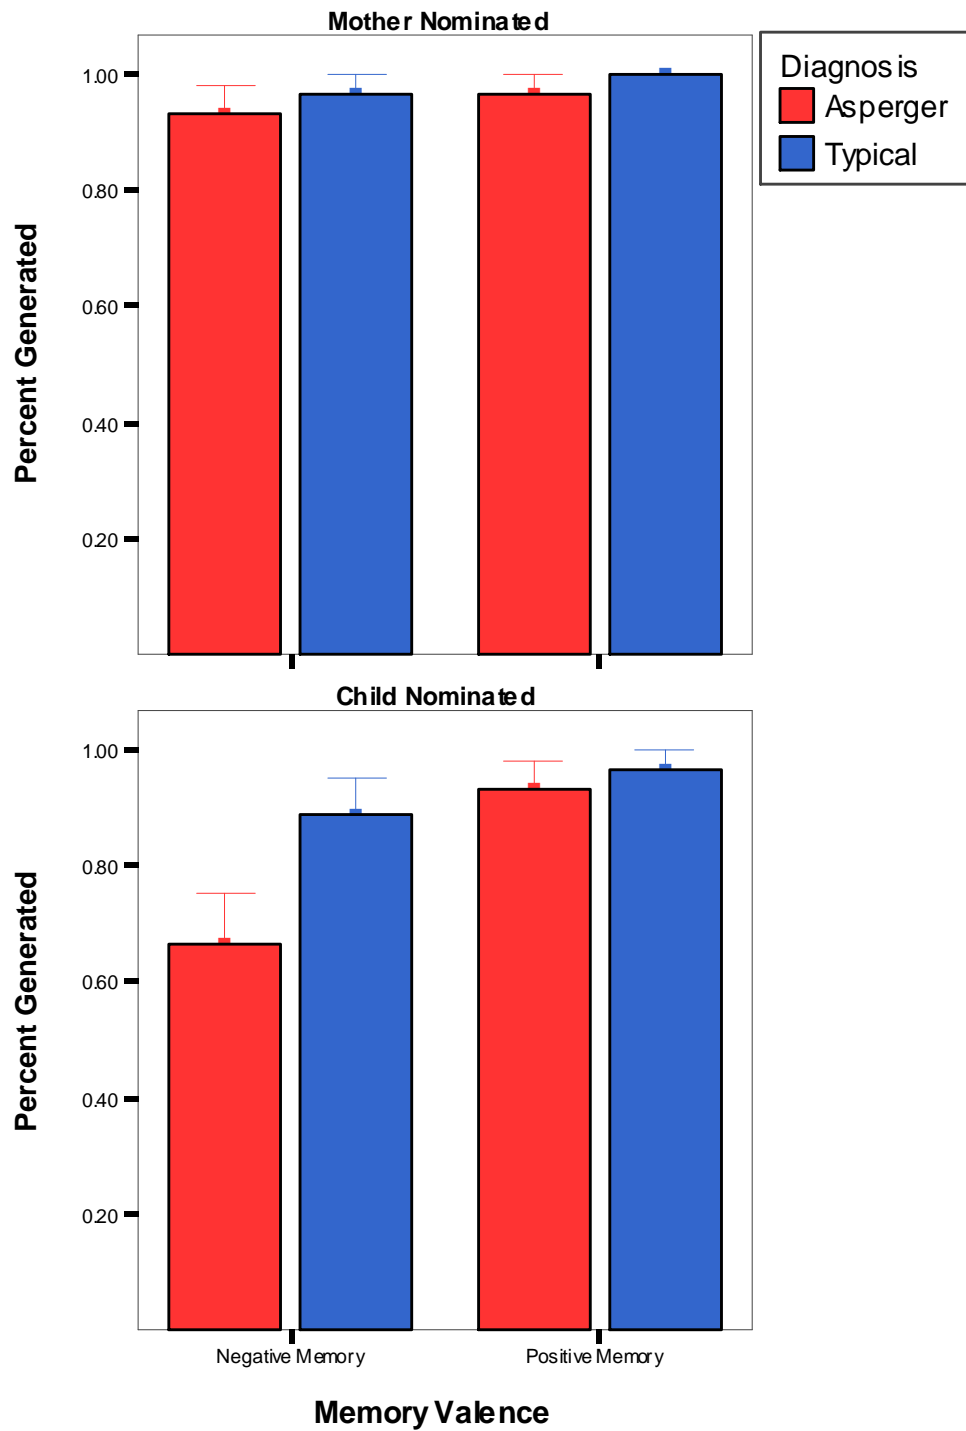 Mother Nominated
Diagnosis
Asperger
Typical
Percent Generated
1.00
0.80
0.60
0.40
0.20
Child Nominated
Percent Generated
1.00
0.80
0.60
0.40
0.20
Negative Memory
Positive Memory
Memory Valence